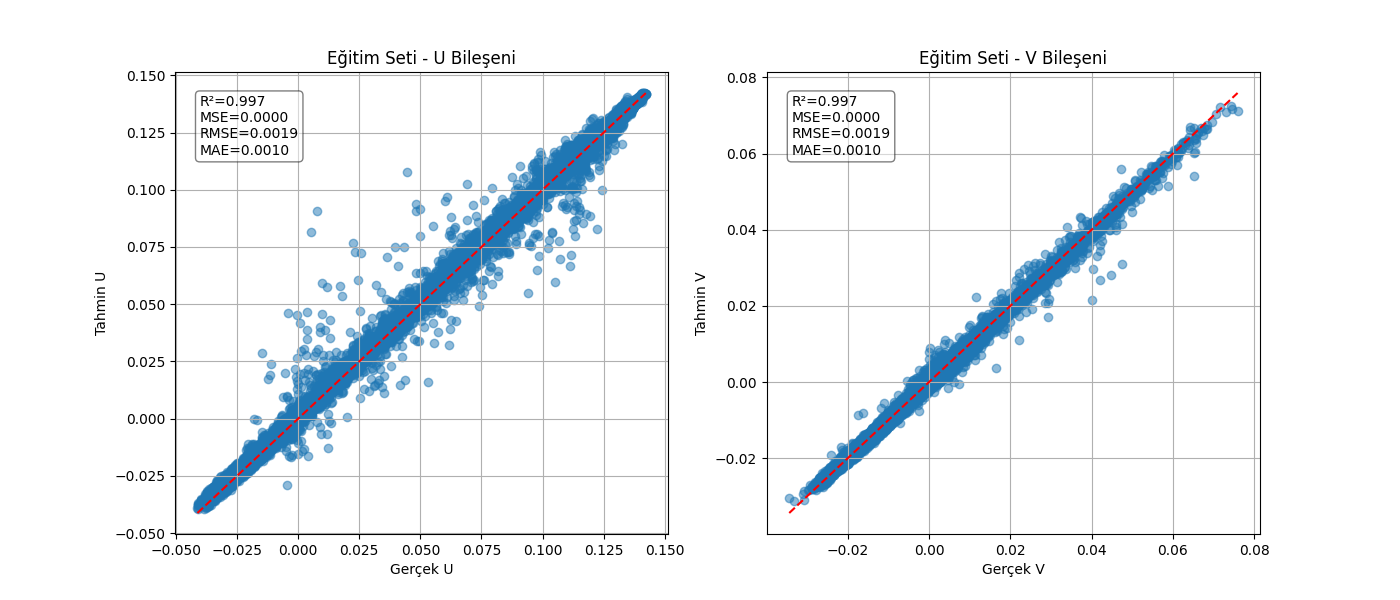 Eğitim Seti - U Bileşeni
0.150
0.125
0.100
0.075
0.050
0.025
0.000
−0.025
−0.050
Tahmin U
R²=0.997
MSE=0.0000
RMSE=0.0019
MAE=0.0010
−0.050 −0.025 0.000 0.025 0.050 0.075 0.100 0.125 0.150
Gerçek U
Eğitim Seti - V Bileşeni
0.08
0.06
0.04
0.02
0.00
−0.02
Tahmin V
R²=0.997
MSE=0.0000
RMSE=0.0019
MAE=0.0010
−0.02 0.00 0.02 0.04 0.06 0.08
Gerçek V